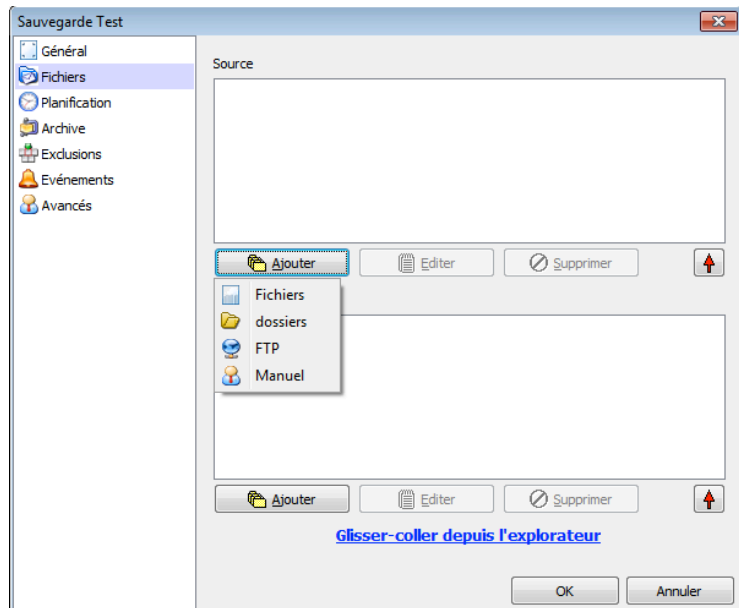 Sauvegarde Test
Général
Fichiers
Planification
Archive
Exclusions
Evénements
Avancés
Source
Ajouter
Editer
Supprimer
Fichiers
dossiers
FTP
Manuel
Ajouter
Editer
Supprimer
Glisser-coller depuis l'explorateur
OK
Annuler